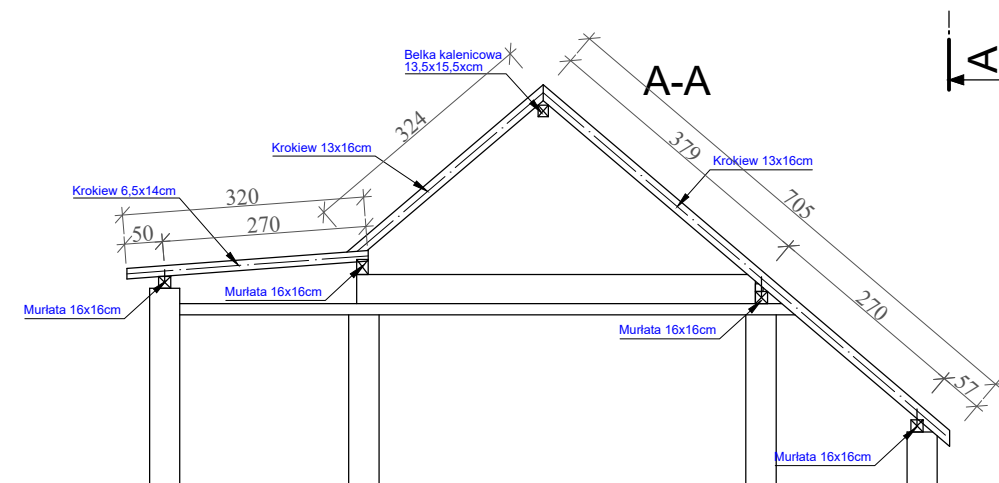 Belka kalenicowa
13,5x15,5xcm
A-A
A
324
379
Krokiew 13x16cm
Krokiew 13x16cm
Krokiew 6,5x14cm
320
705
50
270
Murłata 16x16cm
Murłata 16x16cm
270
Murłata 16x16cm
57
Murłata 16x16cm